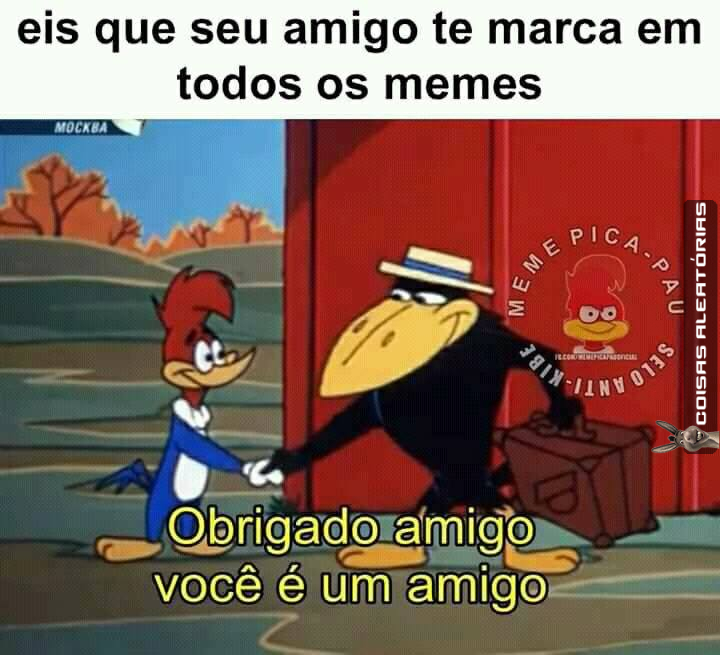 eis que seu amigo te marca em
todos os memes
МОСКВА
MEME PICA-PAU
FB.COM/MEMEPICAPAUOFICIAL
SELO ANTI-KIBE
COISAS ALEATÓRIAS
Obrigado amigo
você é um amigo